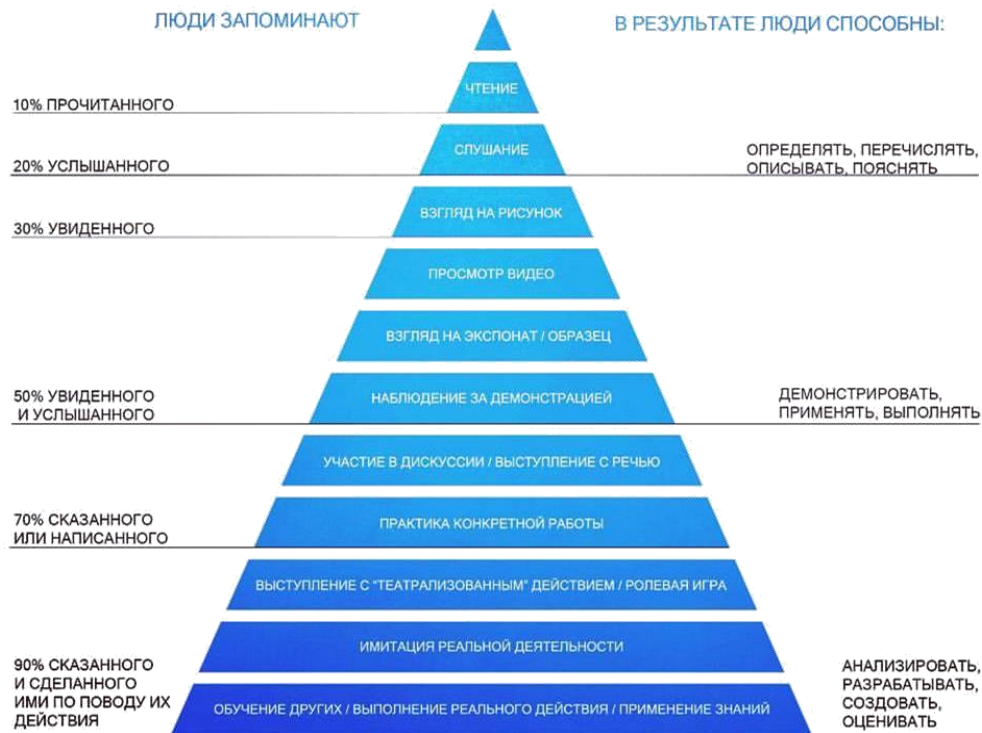 ЛЮДИ ЗАПОМИНАЮТ
В РЕЗУЛЬТАТЕ ЛЮДИ СПОСОБНЫ:
ЧТЕНИЕ
10% ПРОЧИТАННОГО
СЛУШАНИЕ
20% УСЛЫШАННОГО
ОПРЕДЕЛЯТЬ, ПЕРЕЧИСЛЯТЬ,
ОПИСЫВАТЬ, ПОЯСНЯТЬ
ВЗГЛЯД НА РИСУНОК
30% УВИДЕННОГО
ПРОСМОТР ВИДЕО
ВЗГЛЯД НА ЭКСПОНАТ / ОБРАЗЕЦ
50% УВИДЕННОГО
И УСЛЫШАННОГО
НАБЛЮДЕНИЕ ЗА ДЕМОНСТРАЦИЕЙ
ДЕМОНСТРИРОВАТЬ,
ПРИМЕНЯТЬ, ВЫПОЛНЯТЬ
УЧАСТИЕ В ДИСКУССИИ / ВЫСТУПЛЕНИЕ С РЕЧЬЮ
70% СКАЗАННОГО
ИЛИ НАПИСАННОГО
ПРАКТИКА КОНКРЕТНОЙ РАБОТЫ
ВЫСТУПЛЕНИЕ С "ТЕАТРАЛИЗОВАННЫМ" ДЕЙСТВИЕМ / РОЛЕВАЯ ИГРА
ИМИТАЦИЯ РЕАЛЬНОЙ ДЕЯТЕЛЬНОСТИ
90% СКАЗАННОГО
И СДЕЛАННОГО
ИМИ ПО ПОВОДУ ИХ
ДЕЙСТВИЯ
ОБУЧЕНИЕ ДРУГИХ / ВЫПОЛНЕНИЕ РЕАЛЬНОГО ДЕЙСТВИЯ / ПРИМЕНЕНИЕ ЗНАНИЙ
АНАЛИЗИРОВАТЬ,
РАЗРАБАТЫВАТЬ,
СОЗДОВАТЬ,
ОЦЕНИВАТЬ